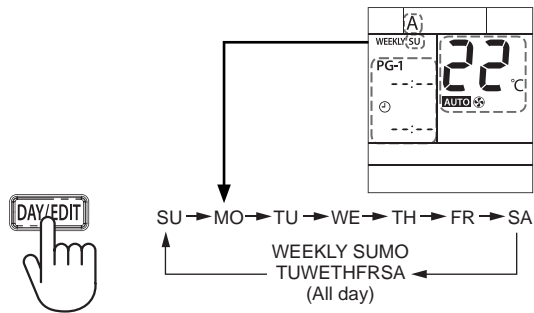 A
WEEKLY SU
22 °C
PG-1
--:--
AUTO
--:--
DAY/EDIT
SU MO TU WE TH FR SA
WEEKLY SUMO
TUWETHFRSA
(All day)